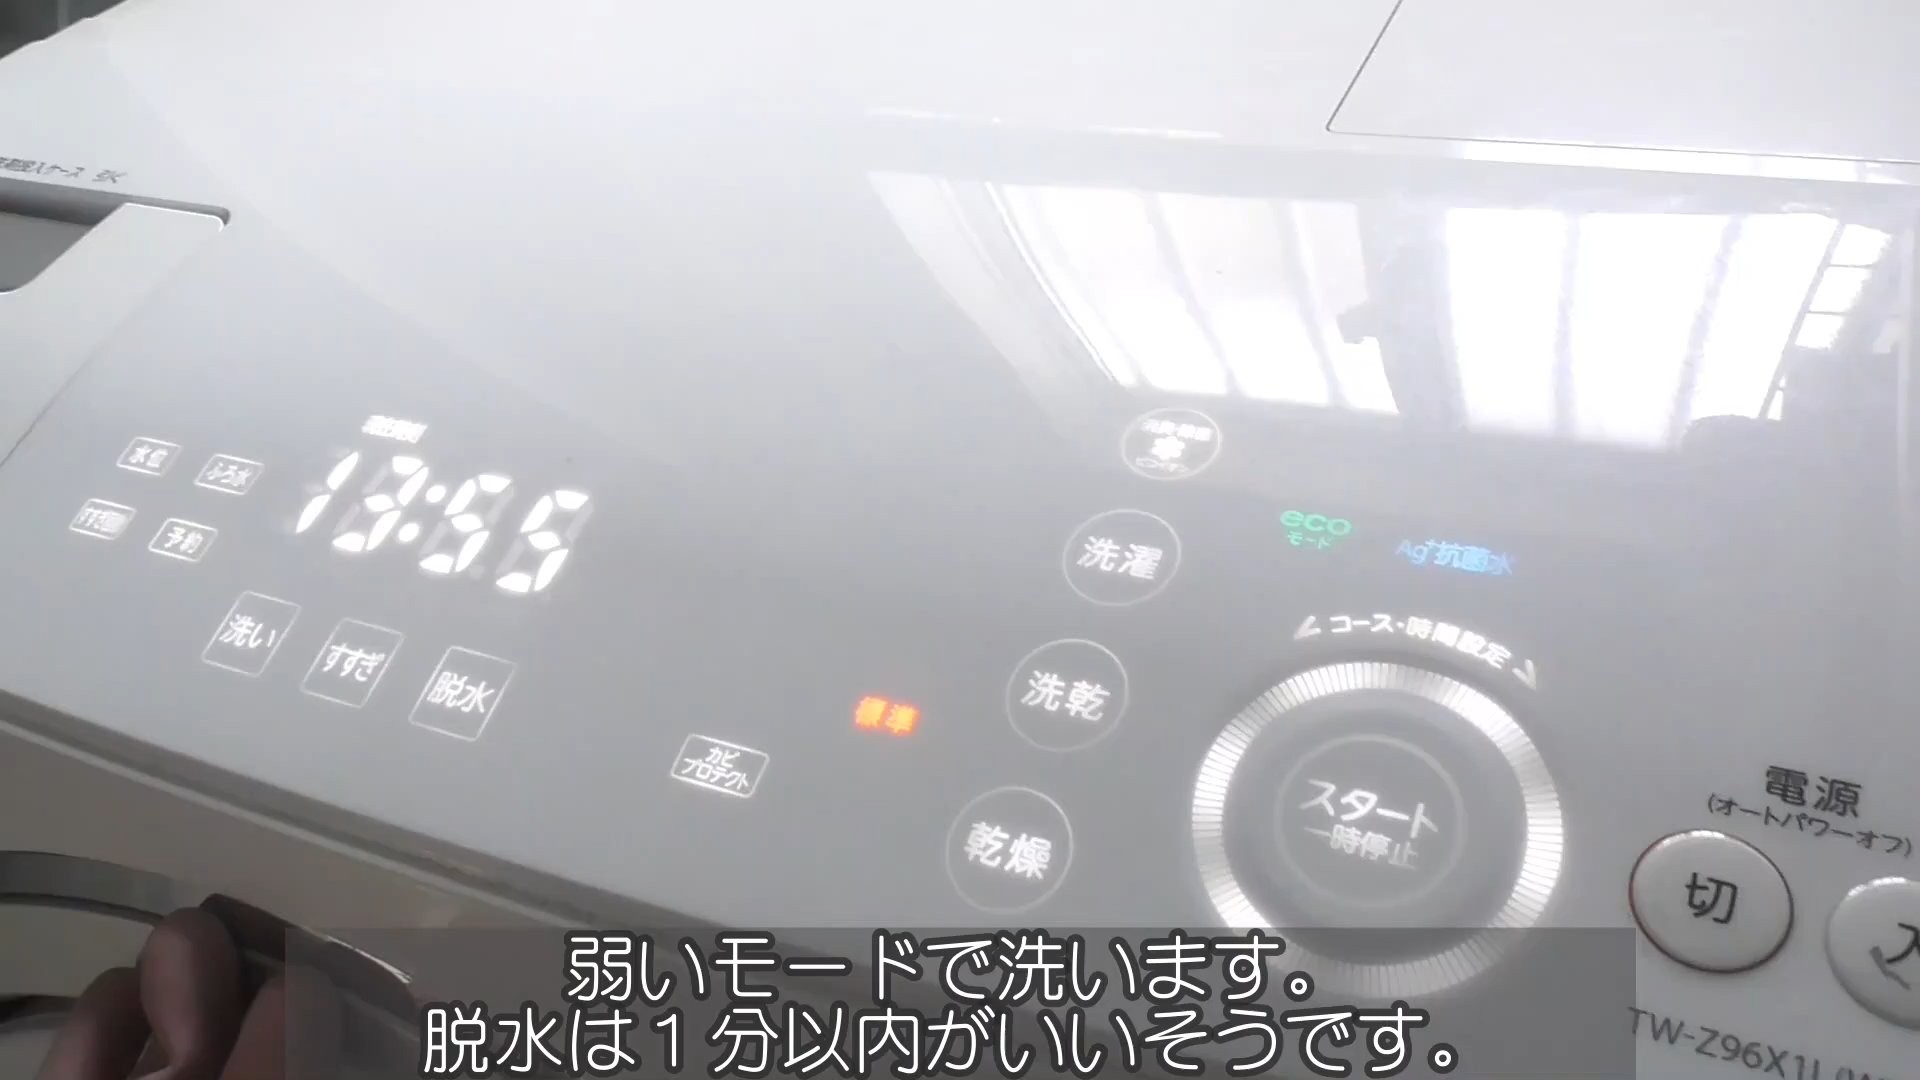 水位
ふろ水
予約
13:55
洗い
すすぎ
脱水
カビ
プロテクト
標準
洗濯
洗乾
乾燥
eco
モード
Ag⁺抗菌水
コース・時間設定
スタート
一時停止
電源
(オートパワーオフ)
切
入
TW-Z96X1L
弱いモードで洗います。
脱水は１分以内がいいそうです。